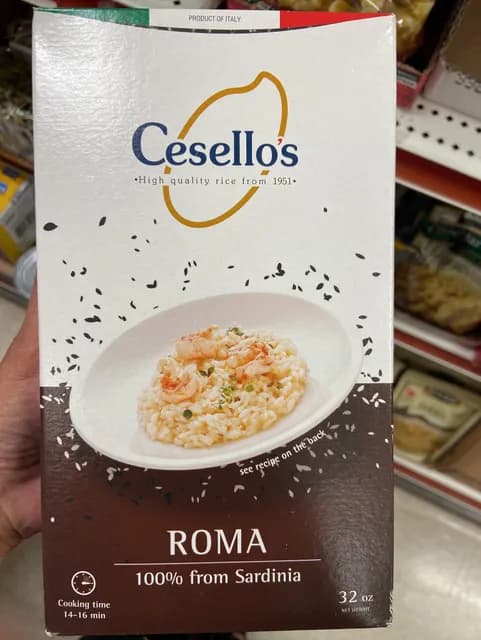 PRODUCT OF ITALY
Cesello's
•High quality rice from 1951•
see recipe on the back
ROMA
100% from Sardinia
Cooking time
14-16 min
32 oz
NET WEIGHT